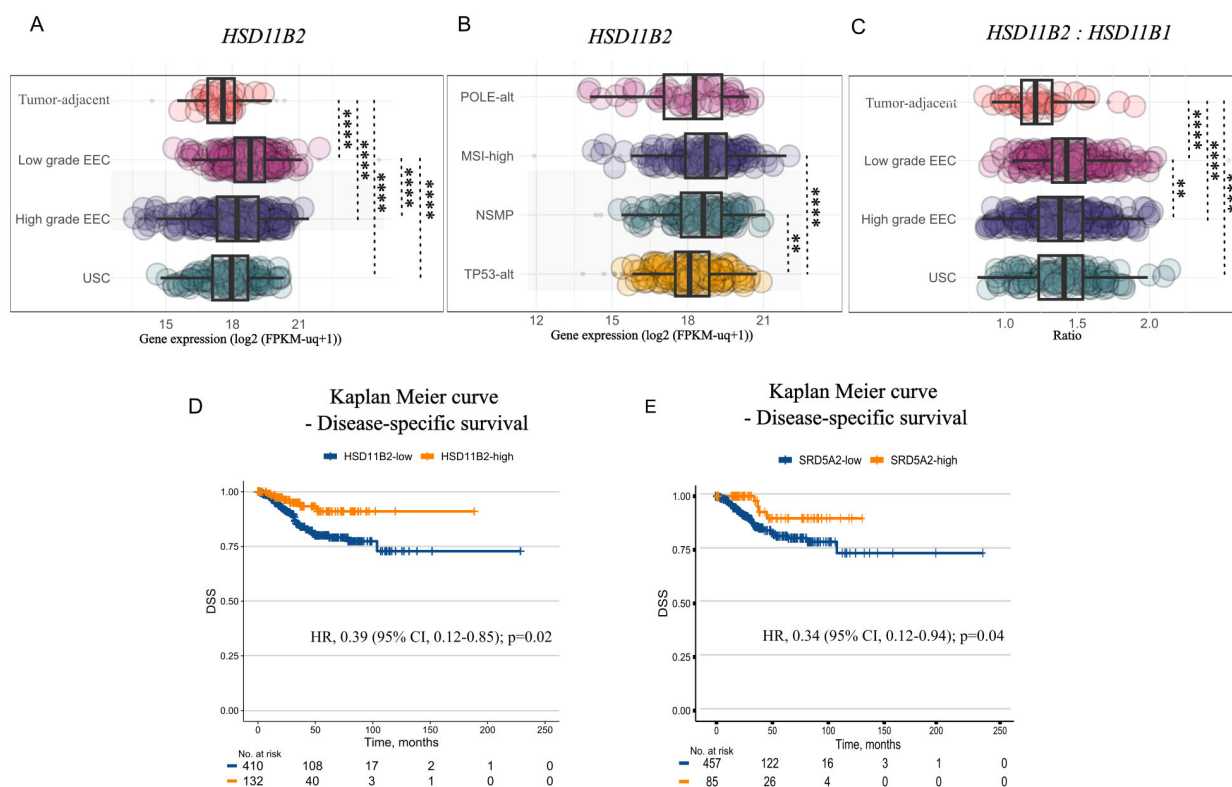 A
HSD11B2
Tumor-adjacent
Low grade EEC
High grade EEC
USC
****
****
****
****
****
15 18 21
Gene expression (log2 (FPKM-uq+1))
B
HSD11B2
POLE-alt
MSI-high
NSMP
TP53-alt
**
****
12 15 18 21
Gene expression (log2 (FPKM-uq+1))
C
HSD11B2 : HSD11B1
Tumor-adjacent
Low grade EEC
High grade EEC
USC
****
**
****
1.0 1.5 2.0
Ratio
D
Kaplan Meier curve
- Disease-specific survival
HSD11B2-low HSD11B2-high
1.00
0.75
0.50
0.25
0.00
DSS
HR, 0.39 (95% CI, 0.12-0.85); p=0.02
0 50 100 150 200 250
Time, months
No. at risk
410 108 17 2 1 0
132 40 3 1 0 0
E
Kaplan Meier curve
- Disease-specific survival
SRD5A2-low SRD5A2-high
1.00
0.75
0.50
0.25
0.00
DSS
HR, 0.34 (95% CI, 0.12-0.94); p=0.04
0 50 100 150 200 250
Time, months
No. at risk
457 122 16 3 1 0
85 26 4 0 0 0